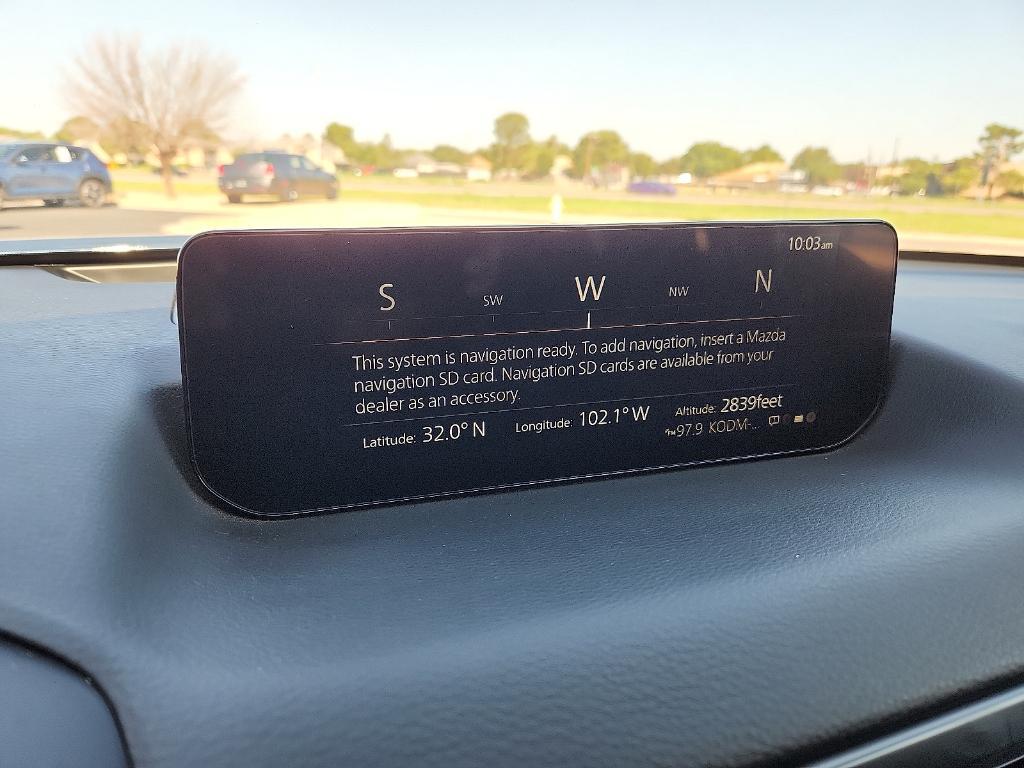 10:03am
S SW W NW N
This system is navigation ready. To add navigation, insert a Mazda
navigation SD card. Navigation SD cards are available from your
dealer as an accessory.
Latitude: 32.0° N Longitude: 102.1° W Altitude: 2839feet
FM 97.9 KODM-...